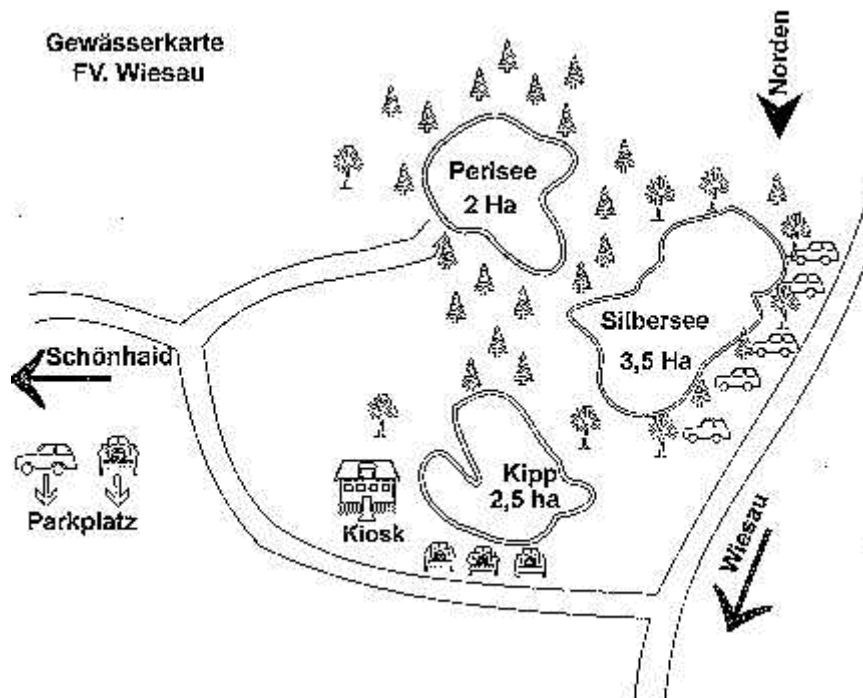 Gewässerkarte
FV. Wiesau
Norden
Perlsee
2 Ha
Silbersee
3,5 Ha
Schönhaid
Kipp
2,5 ha
Parkplatz
Kiosk
Wiesau